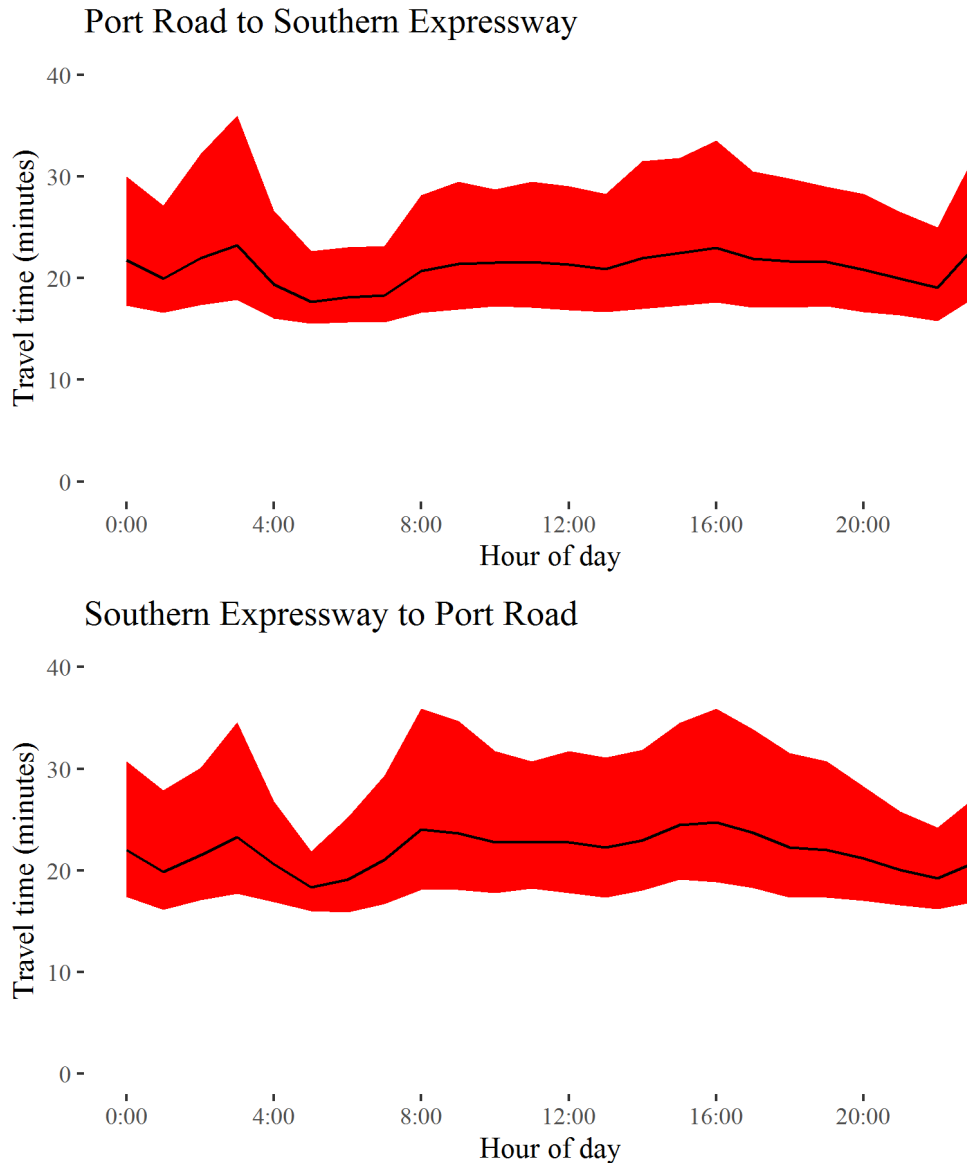 Port Road to Southern Expressway
40
30
20
10
0
Travel time (minutes)
0:00 4:00 8:00 12:00 16:00 20:00
Hour of day
Southern Expressway to Port Road
40
30
20
10
0
Travel time (minutes)
0:00 4:00 8:00 12:00 16:00 20:00
Hour of day